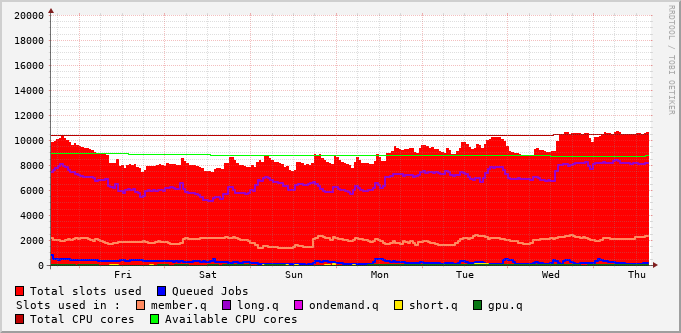 20000
18000
16000
14000
12000
10000
8000
6000
4000
2000
0
Fri Sat Sun Mon Tue Wed Thu
Total slots used Queued Jobs
Slots used in : member.q long.q ondemand.q short.q gpu.q
Total CPU cores Available CPU cores
RRDTOOL / TOBI OETIKER